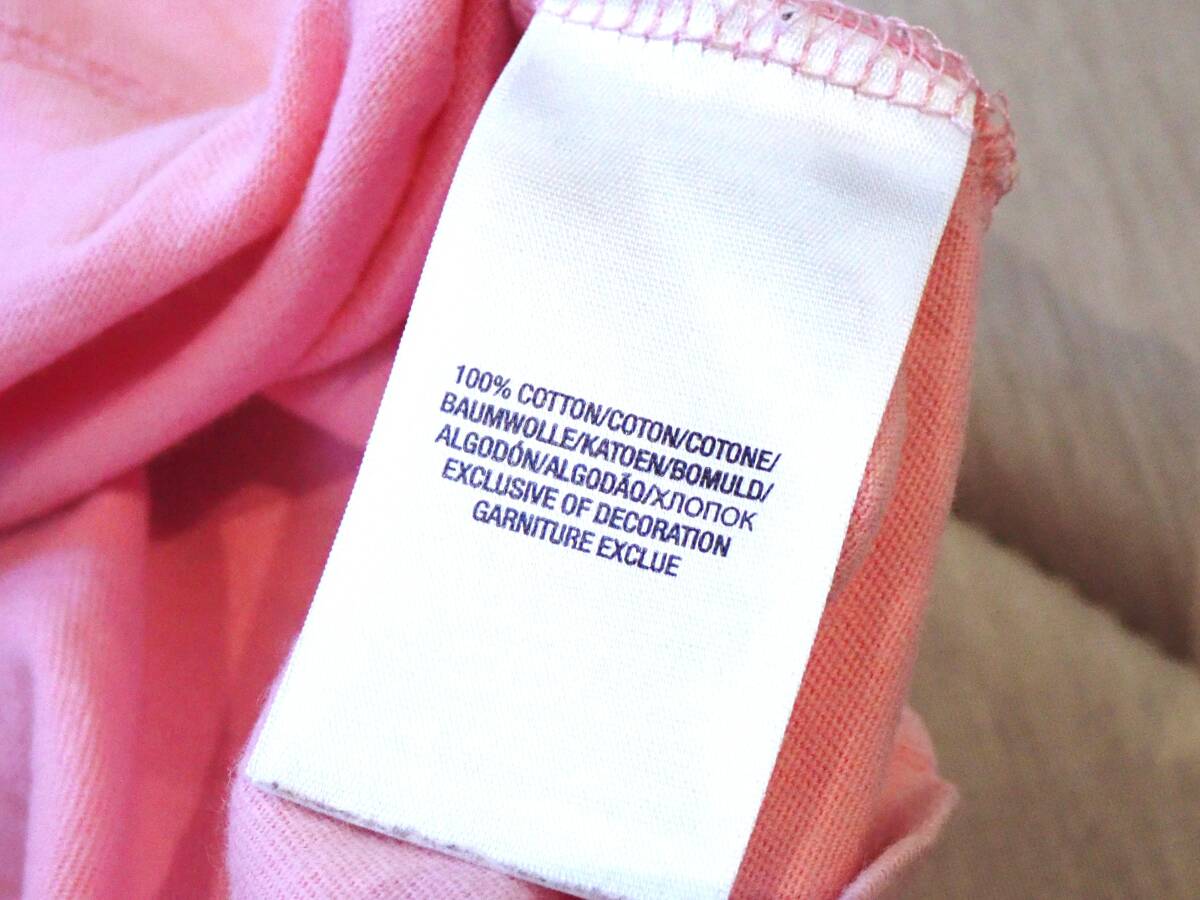 100% COTTON/COTON/COTONE/
BAUMWOLLE/KATOEN/BOMULD/
ALGODÓN/ALGODÃO/ХЛОПОК
EXCLUSIVE OF DECORATION
GARNITURE EXCLUE